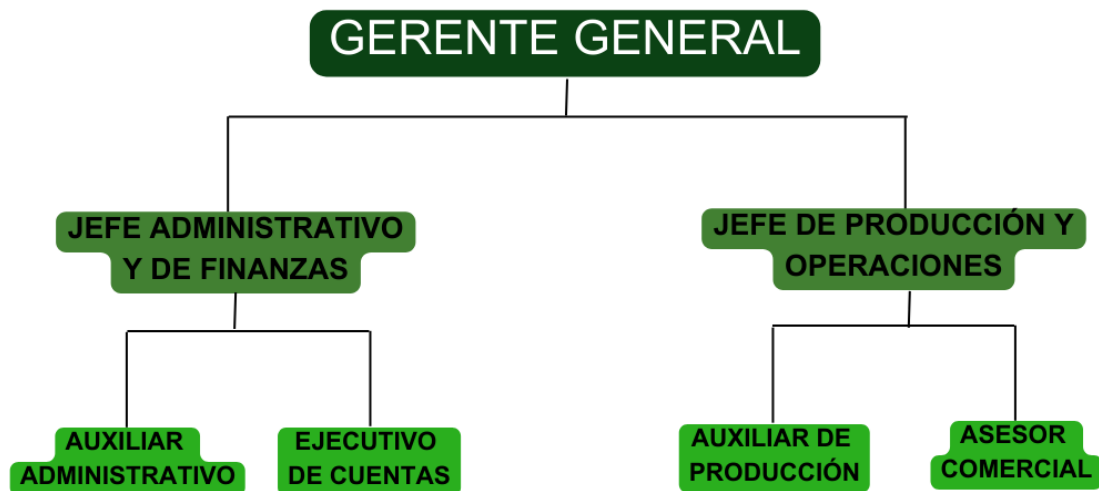 GERENTE GENERAL
JEFE ADMINISTRATIVO
Y DE FINANZAS
JEFE DE PRODUCCIÓN Y
OPERACIONES
AUXILIAR
ADMINISTRATIVO
EJECUTIVO
DE CUENTAS
AUXILIAR DE
PRODUCCIÓN
ASESOR
COMERCIAL